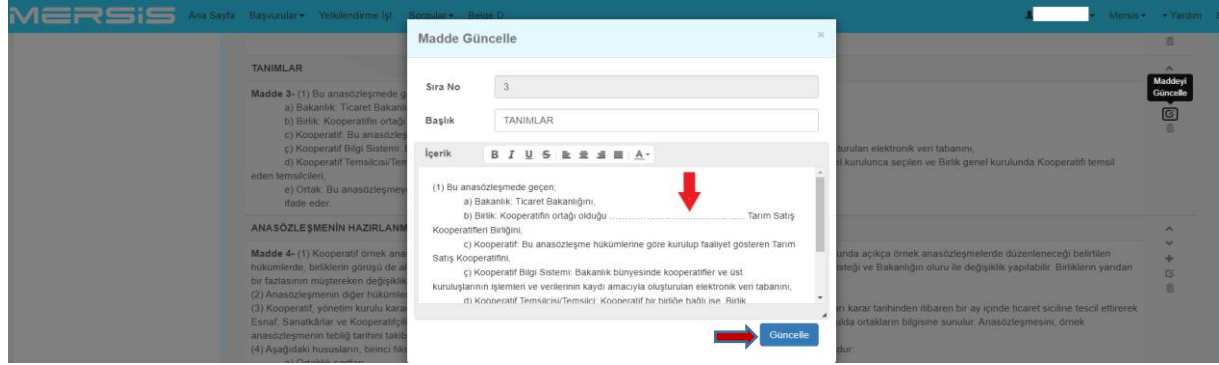 MERSiS Ana Sayfa Başvurular Yetkilendirme İşl Sorgular Belge D Mersis Yardım
Madde Güncelle ×
TANIMLAR
Maddeyi Güncelle
Sıra No 3
Başlık TANIMLAR
İçerik B I U S A
Madde 3- (1) Bu anasözleşmede g
a) Bakanlık: Ticaret Bakanlı
b) Birlik: Kooperatifin ortağı
c) Kooperatif: Bu anasözleş
ç) Kooperatif Bilgi Sistemi: turulan elektronik veri tabanını,
d) Kooperatif Temsilcisi/Tem el kurulunca seçilen ve Birlik genel kurulunda Kooperatifi temsil
eden temsilcileri,
e) Ortak: Bu anasözleşmey
ifade eder.
(1) Bu anasözleşmede geçen;
a) Bakanlık: Ticaret Bakanlığını,
b) Birlik: Kooperatifin ortağı olduğu ................................................ Tarım Satış
Kooperatifleri Birliğini,
c) Kooperatif: Bu anasözleşme hükümlerine göre kurulup faaliyet gösteren Tarım
Satış Kooperatifini,
ç) Kooperatif Bilgi Sistemi: Bakanlık bünyesinde kooperatifler ve üst
kuruluşlarının işlemleri ve verilerinin kaydı amacıyla oluşturulan elektronik veri tabanını,
d) Kooperatif Temsilcisi/Temsilci: Kooperatif bir birliğe bağlı ise, Birlik
Güncelle
ANASÖZLEŞMENİN HAZIRLANM
Madde 4- (1) Kooperatif örnek ana unda açıkça örnek anasözleşmelerde düzenleneceği belirtilen
hükümlerde, birliklerin görüşü de al steği ve Bakanlığın oluru ile değişiklik yapılabilir. Birliklerin yarıdan
bir fazlasının müştereken değişiklik
(2) Anasözleşmenin diğer hükümle
(3) Kooperatif, yönetim kurulu kara rı karar tarihinden itibaren bir ay içinde ticaret siciline tescil ettirerek
Esnaf, Sanatkârlar ve Kooperatifçili ulda ortakların bilgisine sunulur. Anasözleşmesini, örnek
anasözleşmenin tebliğ tarihini takib
(4) Aşağıdaki hususların, birinci fık dur:
a) Ortaklık şartları